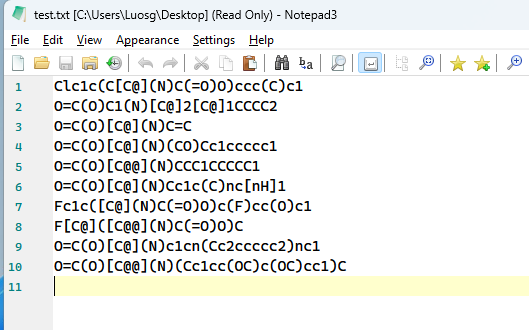 test.txt [C:\Users\Luosg\Desktop] (Read Only) - Notepad3
File Edit View Appearance Settings Help
1 Clc1c(C[C@](N)C(=O)O)ccc(C)c1
2 O=C(O)C1(N)[C@]2[C@]1CCCC2
3 O=C(O)[C@](N)C=C
4 O=C(O)[C@](N)(CO)Cc1ccccc1
5 O=C(O)[C@@](N)CCC1CCCCC1
6 O=C(O)[C@](N)Cc1c(C)nc[nH]1
7 Fc1c([C@](N)C(=O)O)c(F)cc(O)c1
8 F[C@]([C@@](N)C(=O)O)C
9 O=C(O)[C@@](N)c1cn(Cc2ccccc2)nc1
10 O=C(O)[C@@](N)(Cc1cc(OC)c(OC)cc1)C
11